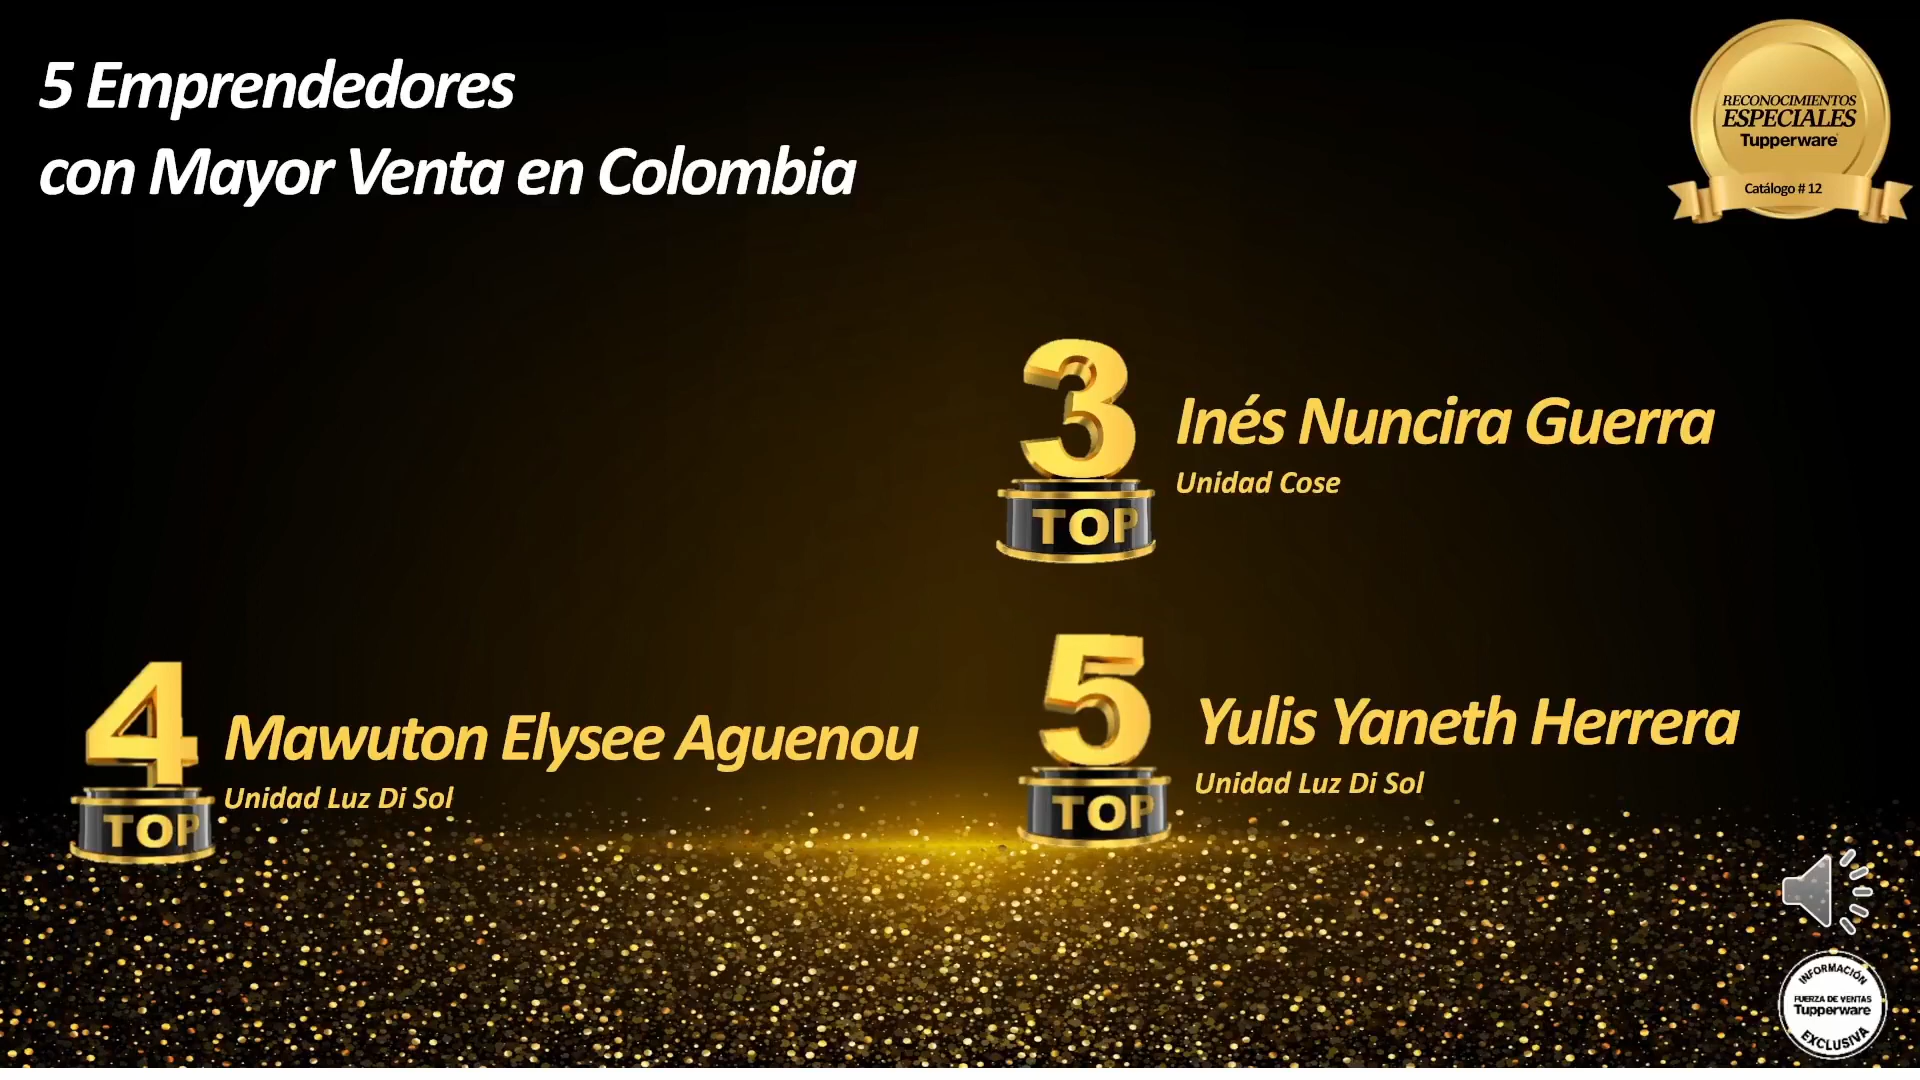 5 Emprendedores
con Mayor Venta en Colombia
RECONOCIMIENTOS
ESPECIALES
Tupperware
Catálogo # 12
3
TOP
Inés Nuncira Guerra
Unidad Cose
4
TOP
Mawuton Elysee Aguenou
Unidad Luz Di Sol
5
TOP
Yulis Yaneth Herrera
Unidad Luz Di Sol
INFORMACIÓN
FUERZA DE VENTAS
Tupperware
EXCLUSIVA